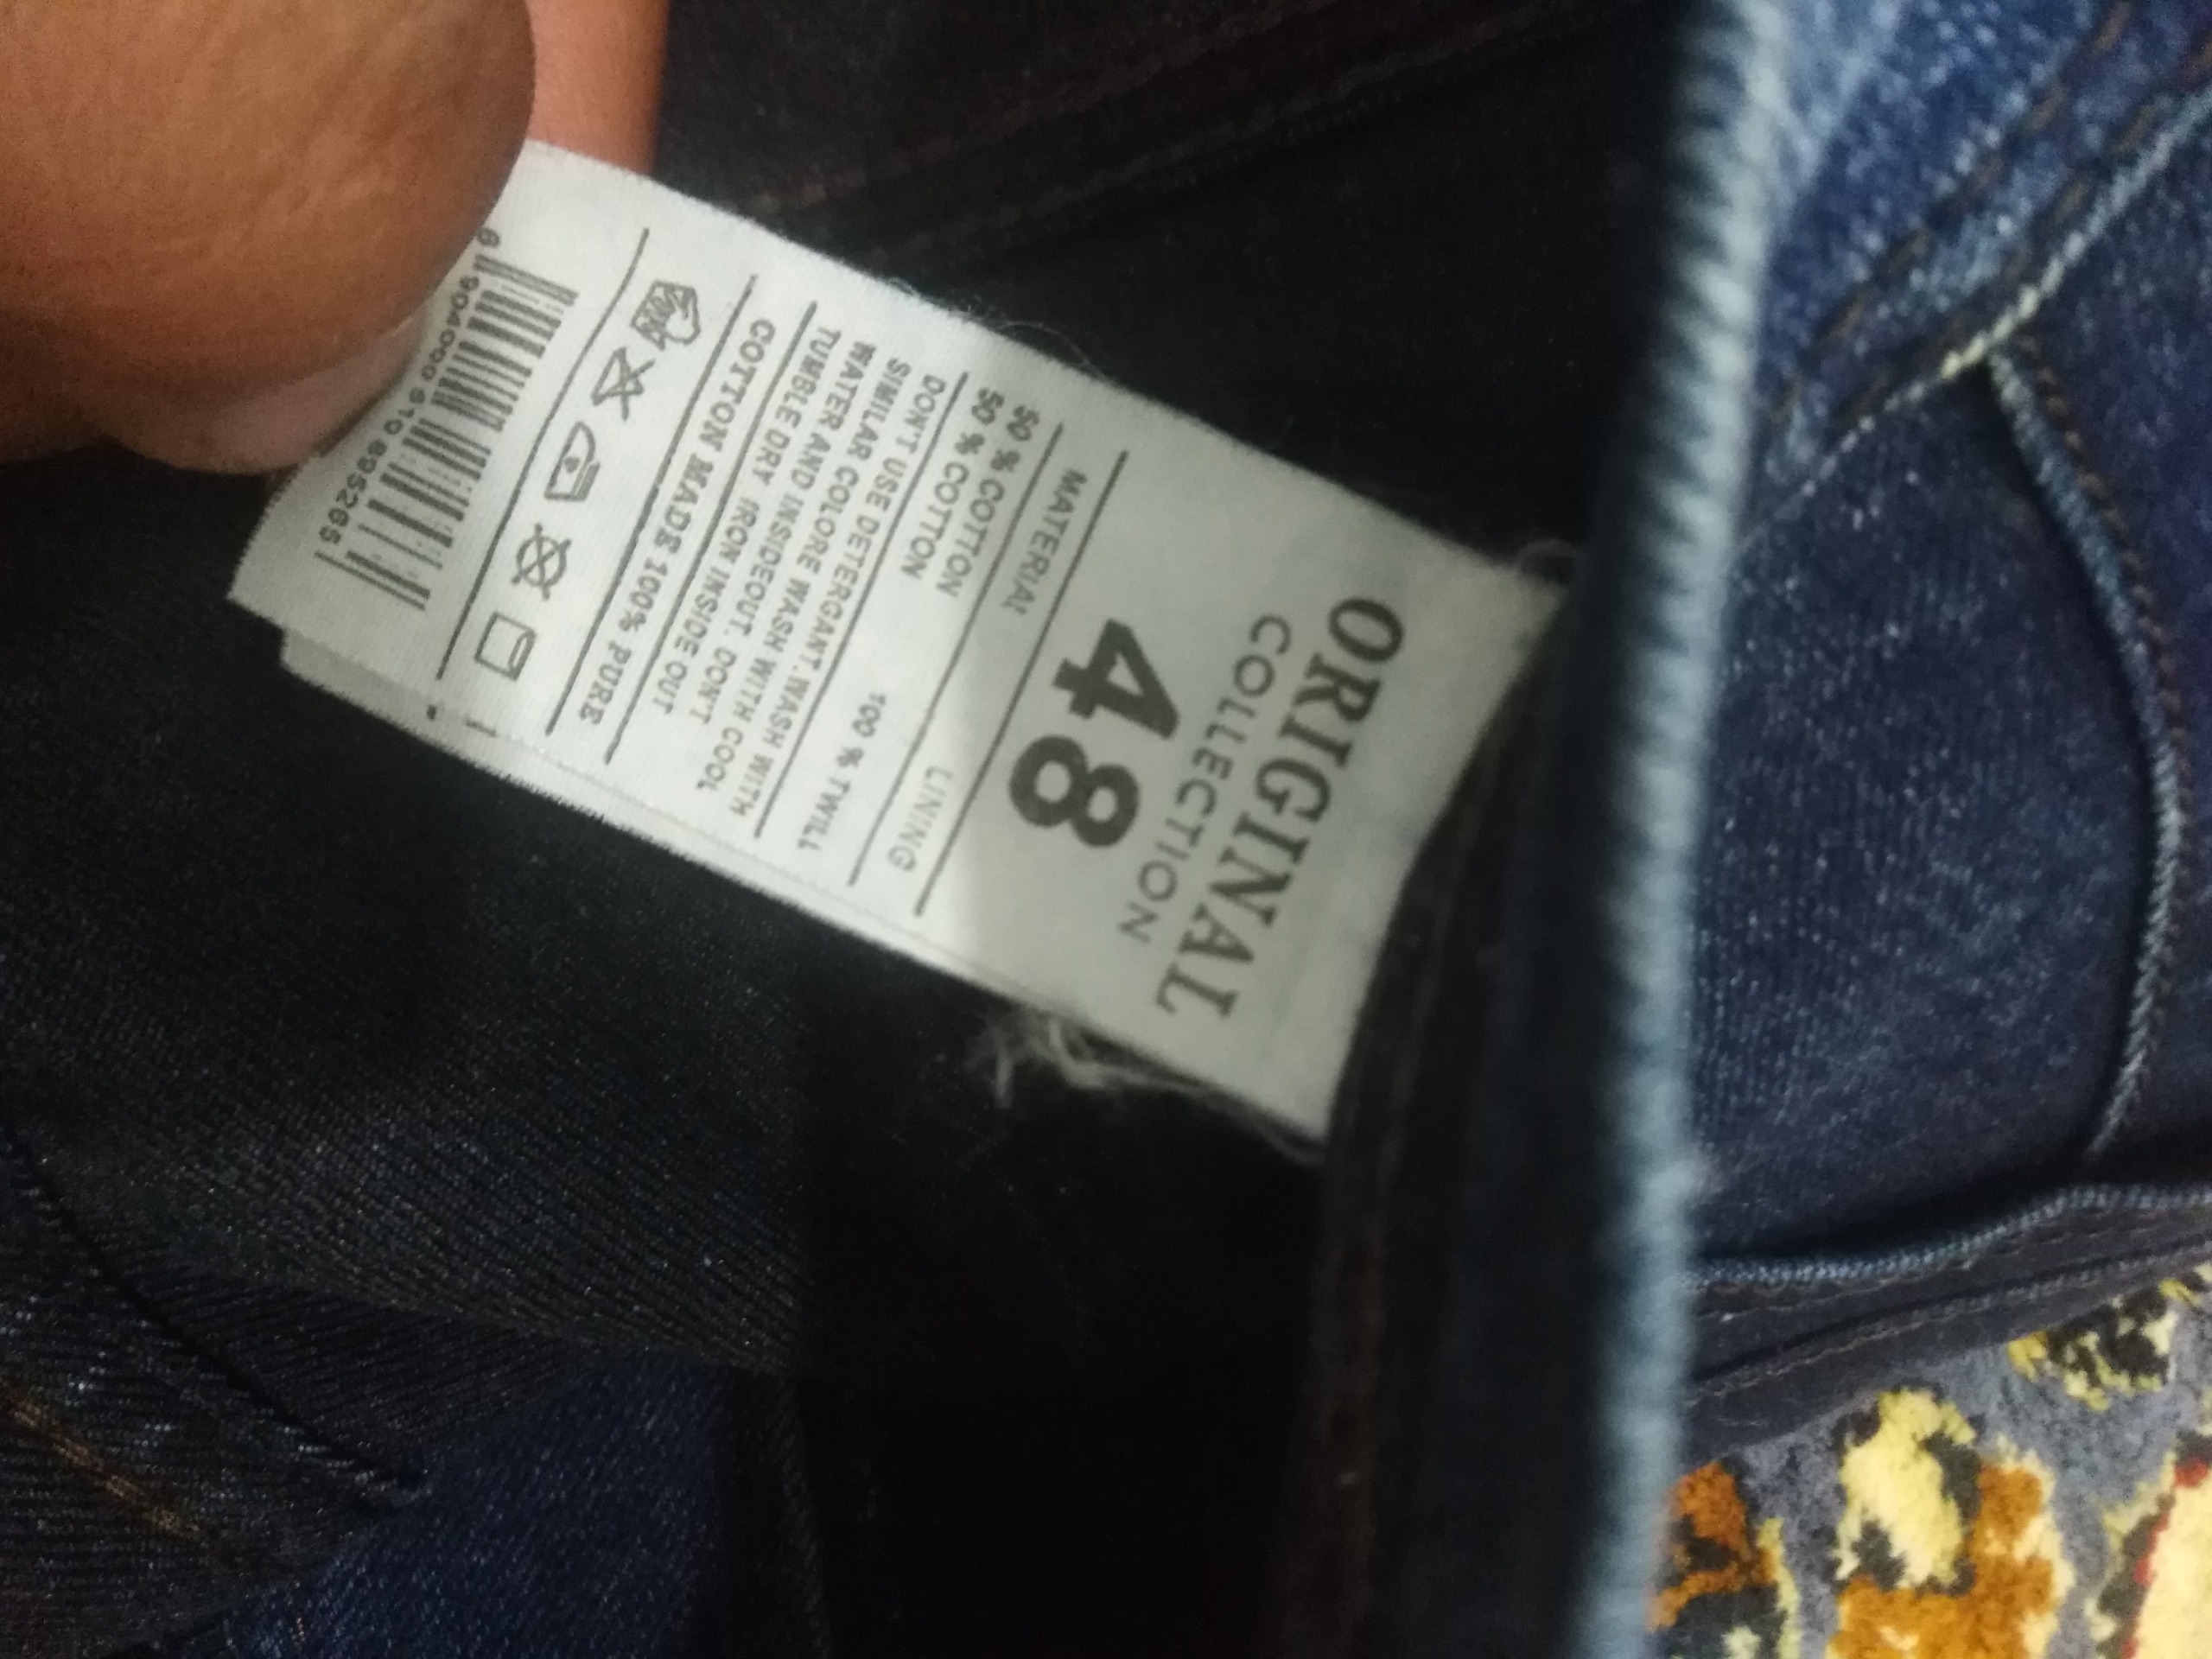 ORIGINAL
COLLECTION
48
MATERIAL LINING
50 % COTTON 100 % TWILL
50 % COTTON
DON'T USE DETERGANT. WASH WITH
SIMILAR COLORE WASH WITH COOL
WATER AND INSIDEOUT. DON'T
TUMBLE DRY IRON INSIDE OUT
COTTON MADE 100% PURE